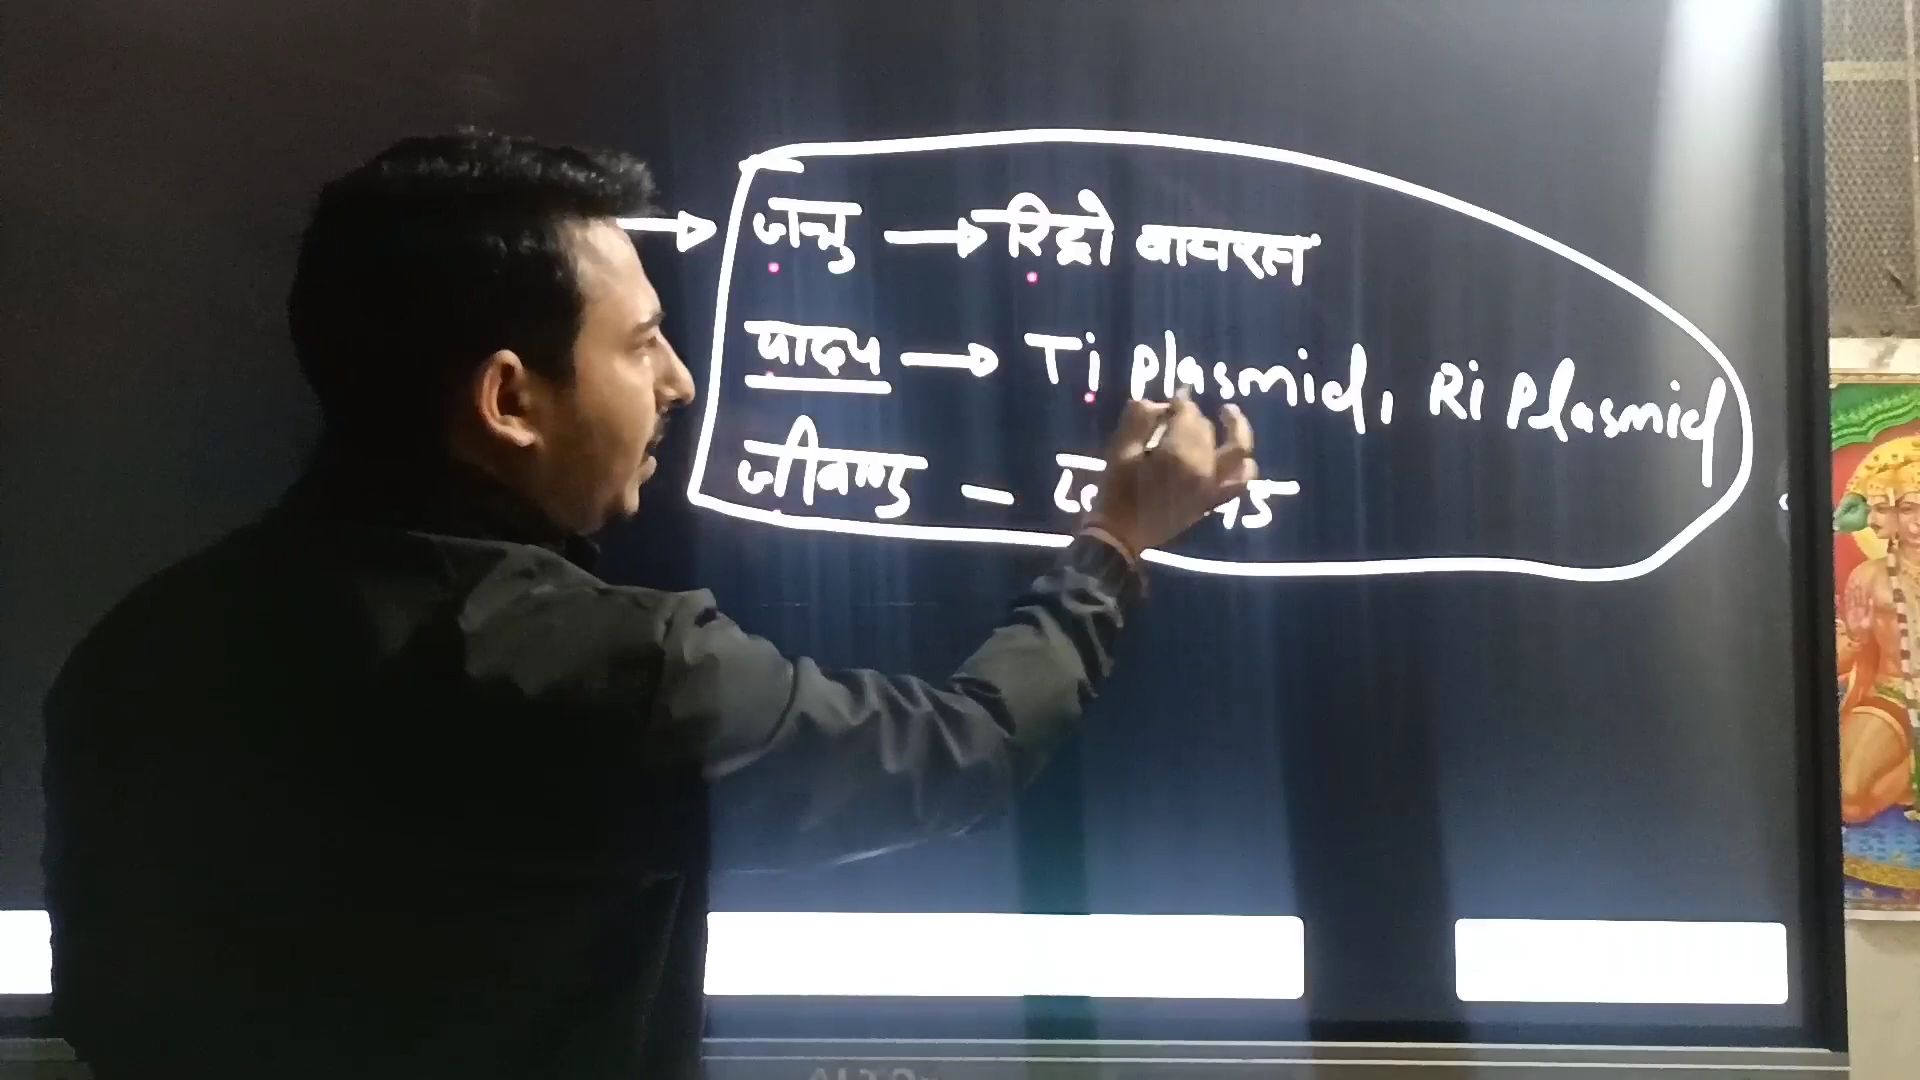 जन्तु → रिट्रो वायरस
पादप → Ti plasmid, Ri plasmid
जीवाणु -